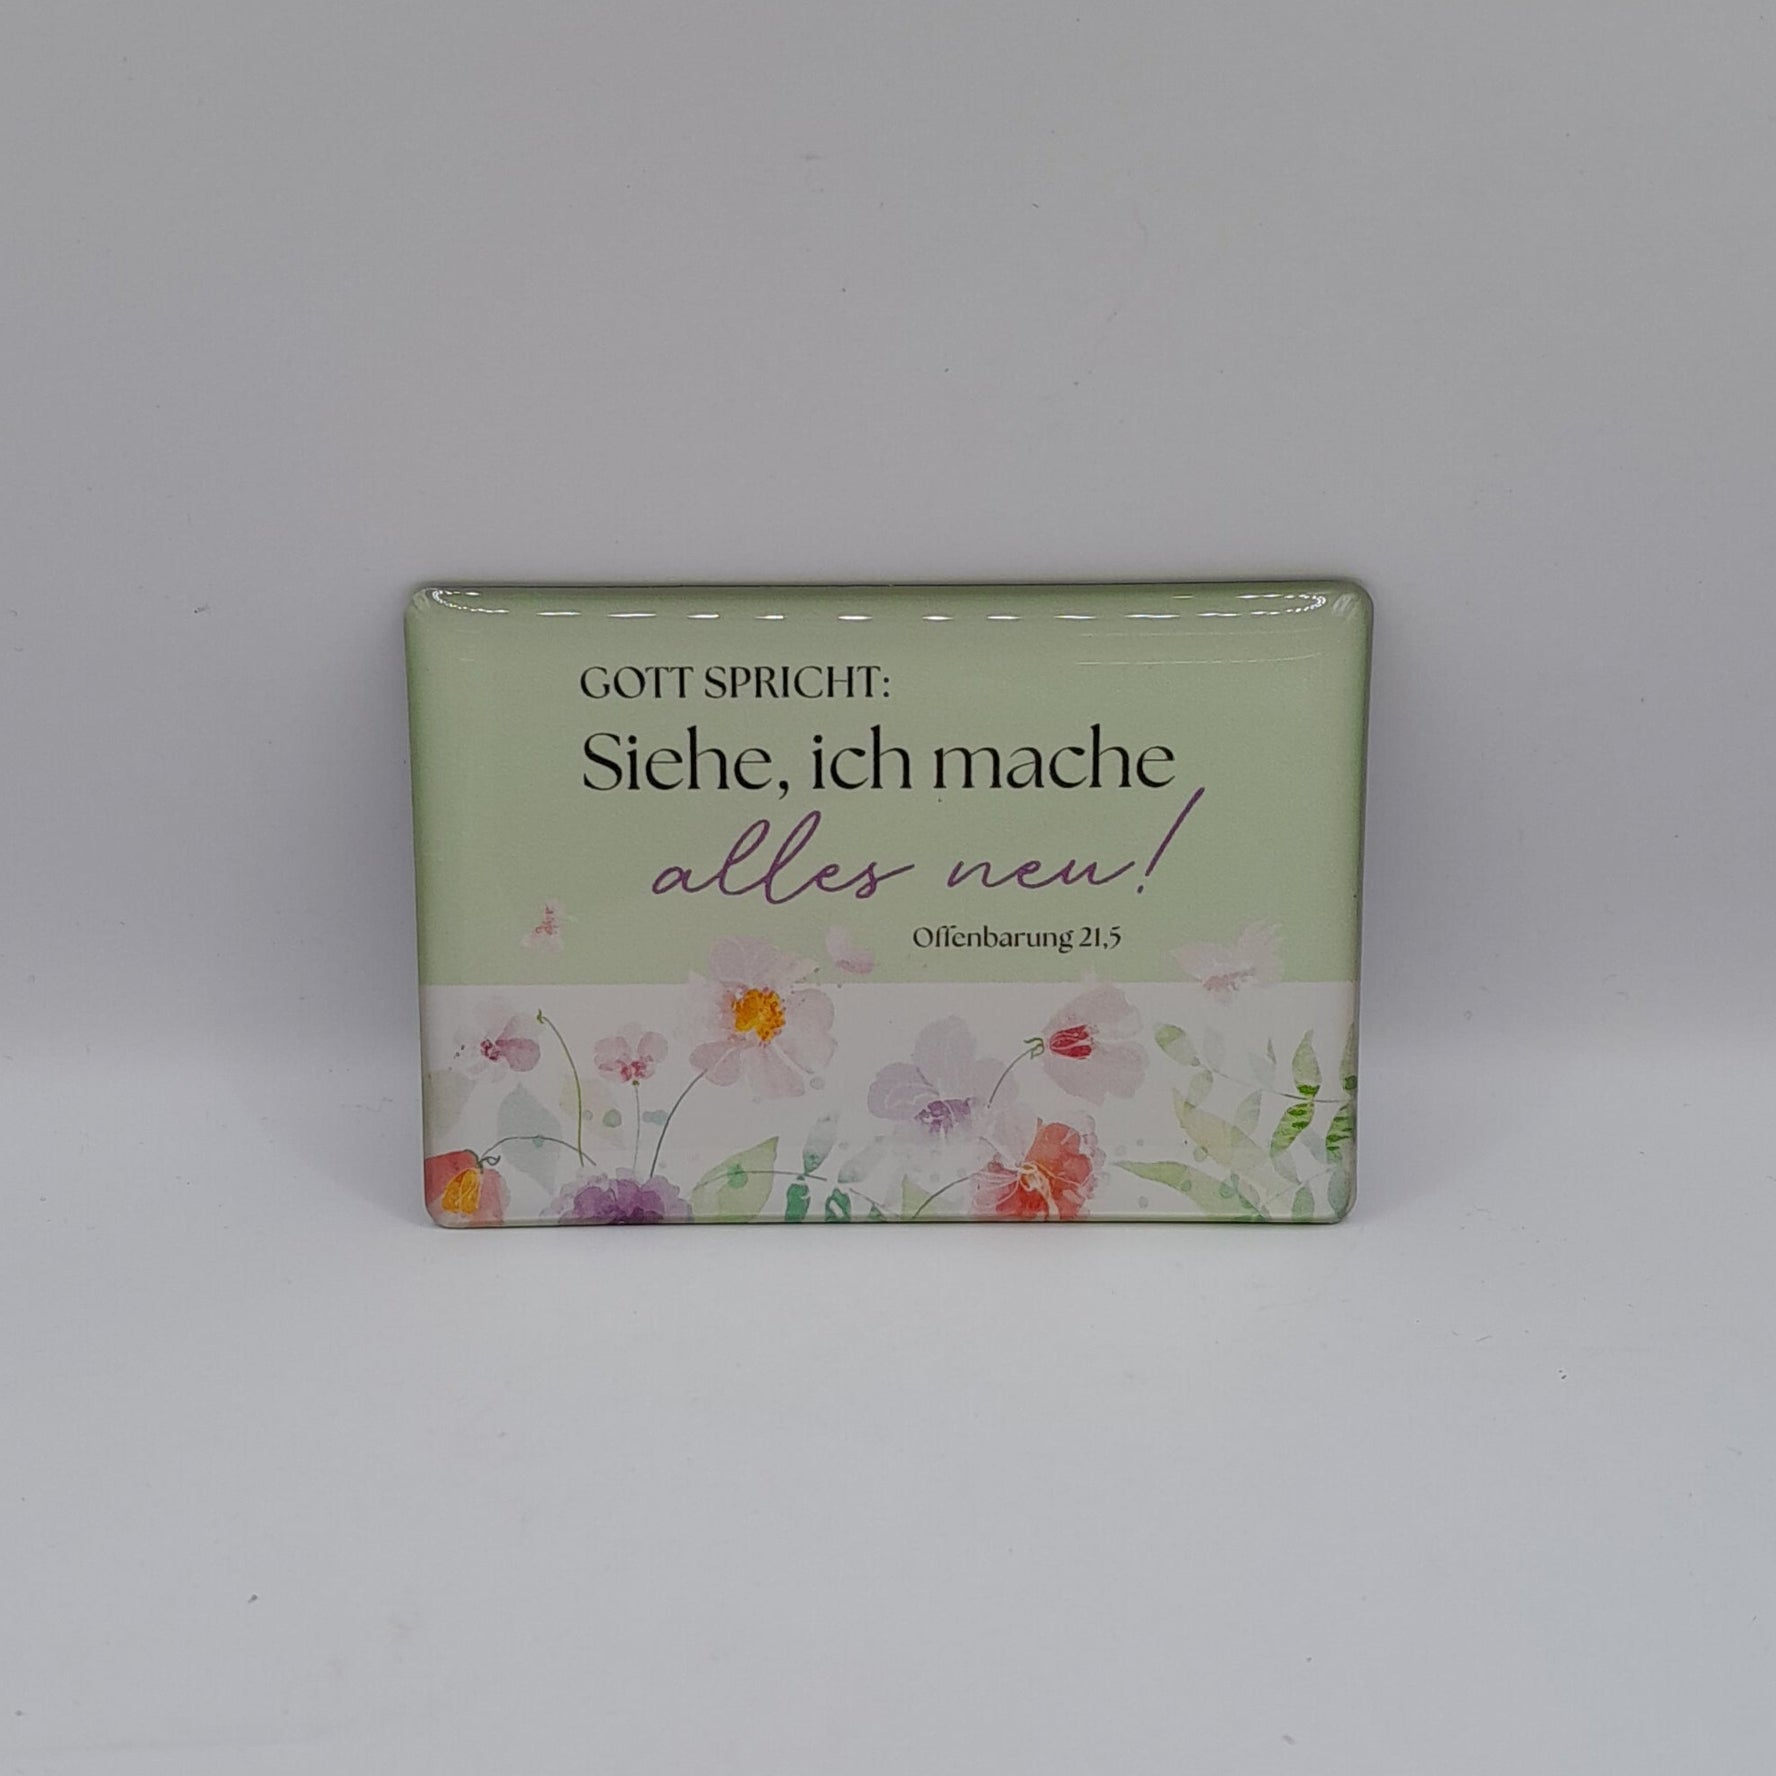 GOTT SPRICHT:
Siehe, ich mache
alles neu!
Offenbarung 21,5